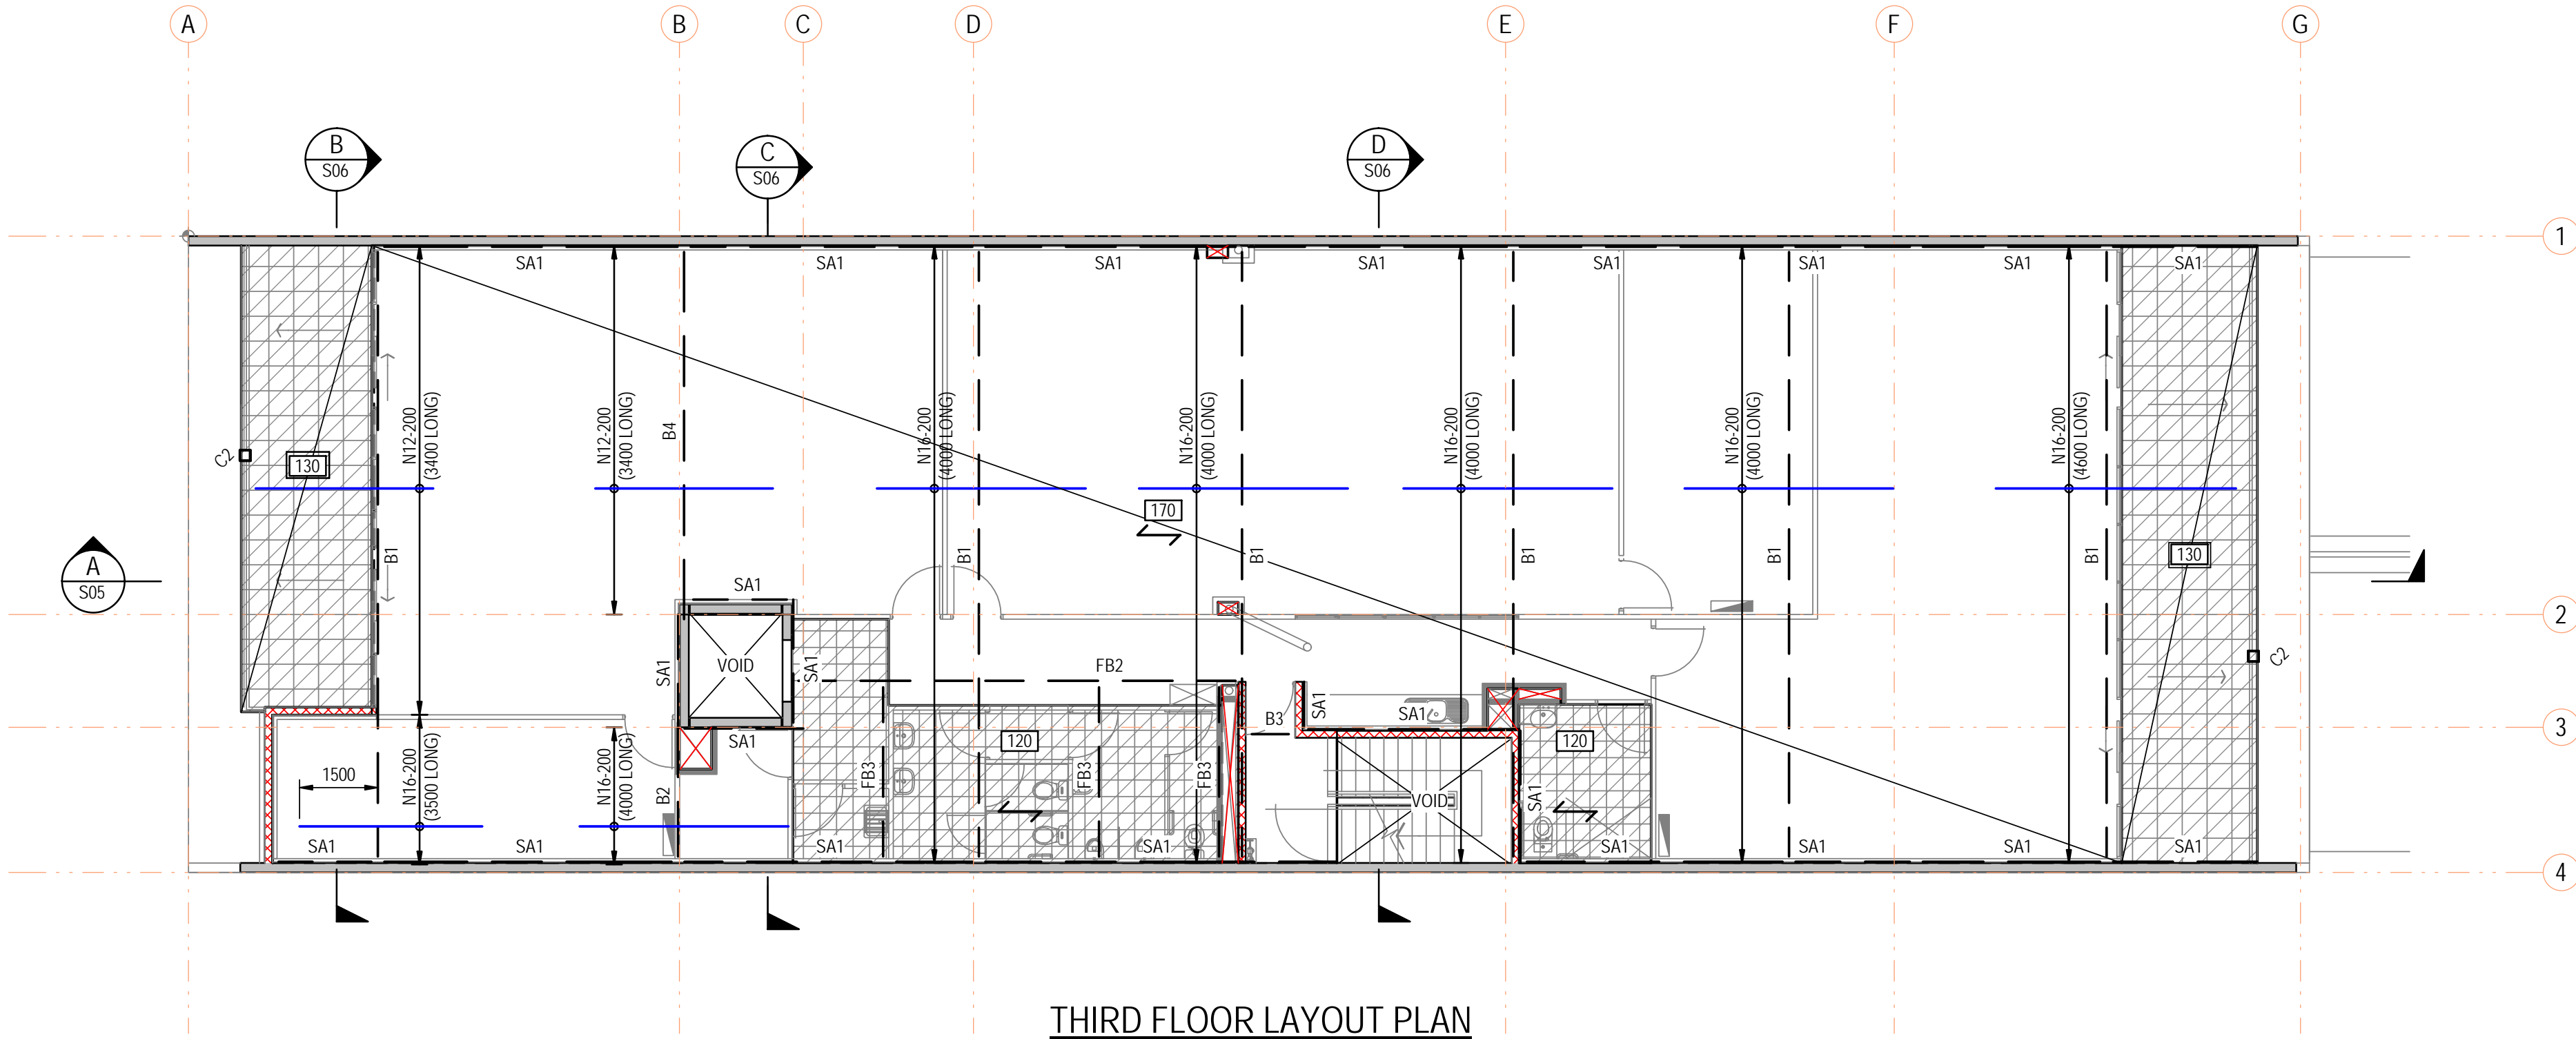 A
B
C
D
E
F
G
B
S06
C
S06
D
S06
1
SA1
SA1
SA1
SA1
SA1
SA1
SA1
SA1
N12-200
(3400 LONG)
N12-200
(3400 LONG)
B4
N16-200
(4000 LONG)
N16-200
(4000 LONG)
N16-200
(4000 LONG)
N16-200
(4000 LONG)
N16-200
(4600 LONG)
C2
130
170
B1
B1
B1
B1
B1
B1
130
A
S05
SA1
2
SA1
VOID
SA1
FB2
C2
SA1
SA1
B3
3
SA1
120
120
1500
N16-200
(3500 LONG)
N16-200
(4000 LONG)
B2
FB3
FB3
FB3
VOID
SA1
SA1
SA1
SA1
SA1
SA1
SA1
SA1
SA1
4
THIRD FLOOR LAYOUT PLAN